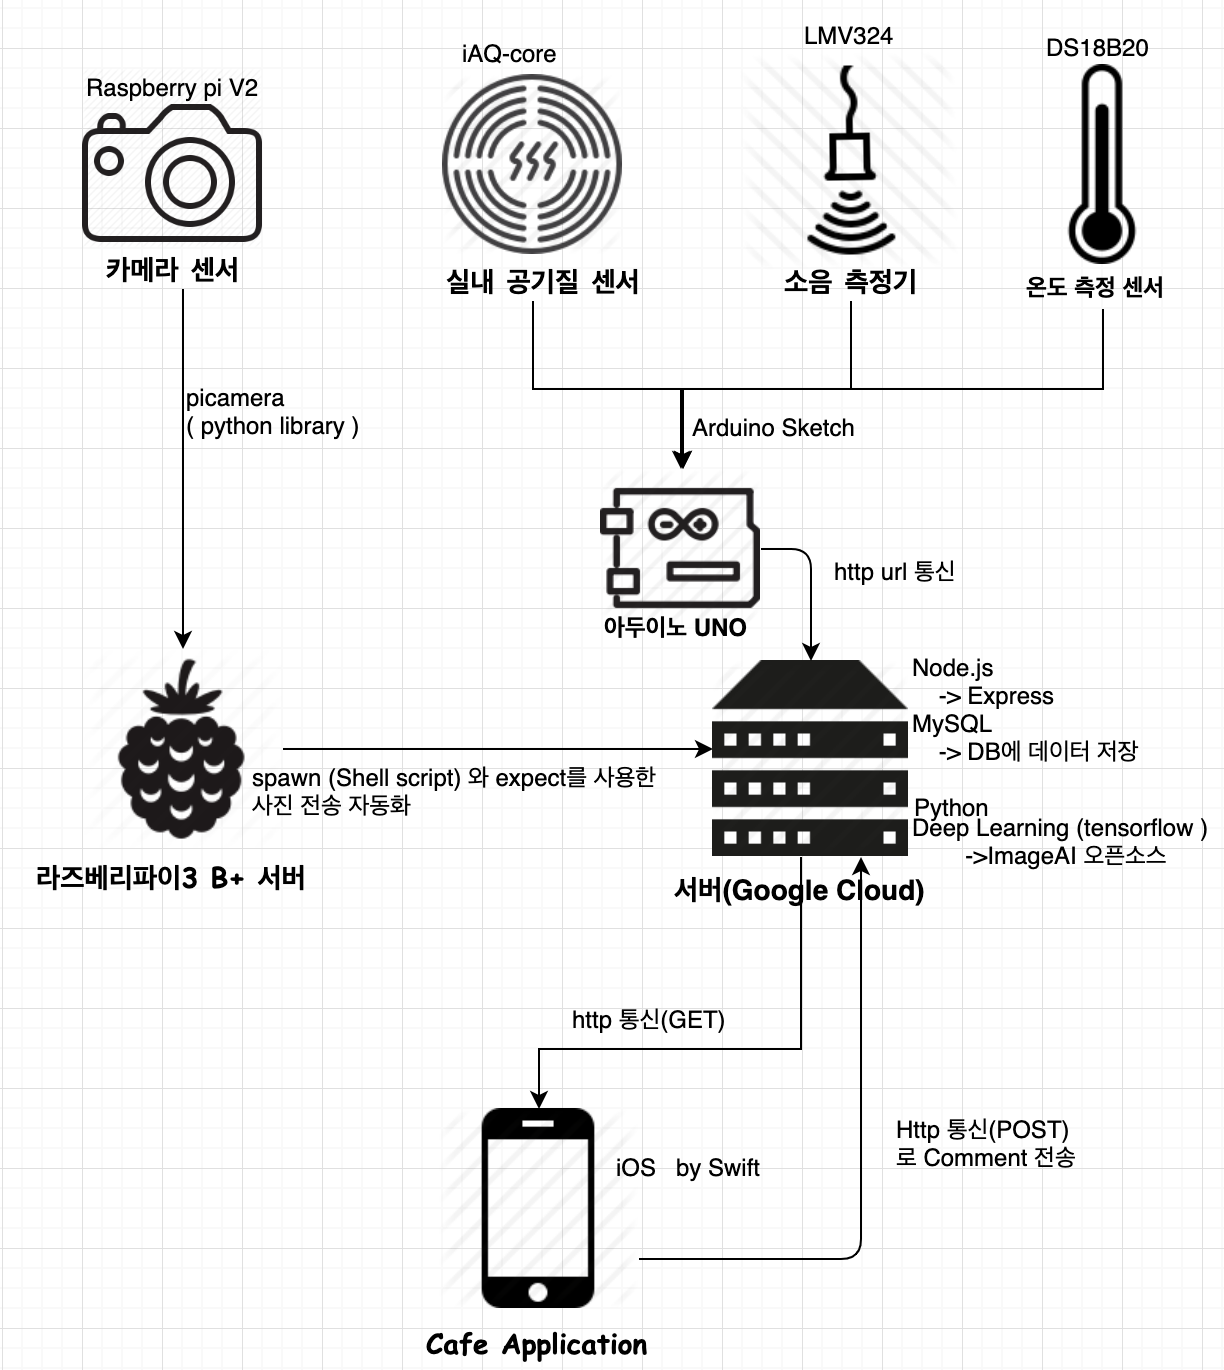 Raspberry pi V2
카메라 센서
iAQ-core
실내 공기질 센서
LMV324
소음 측정기
DS18B20
온도 측정 센서
picamera
( python library )
Arduino Sketch
아두이노 UNO
http url 통신
라즈베리파이3 B+ 서버
spawn (Shell script) 와 expect를 사용한
사진 전송 자동화
Node.js
-> Express
MySQL
-> DB에 데이터 저장
Python
Deep Learning (tensorflow )
->ImageAI 오픈소스
서버(Google Cloud)
http 통신(GET)
iOS by Swift
Http 통신(POST)
로 Comment 전송
Cafe Application